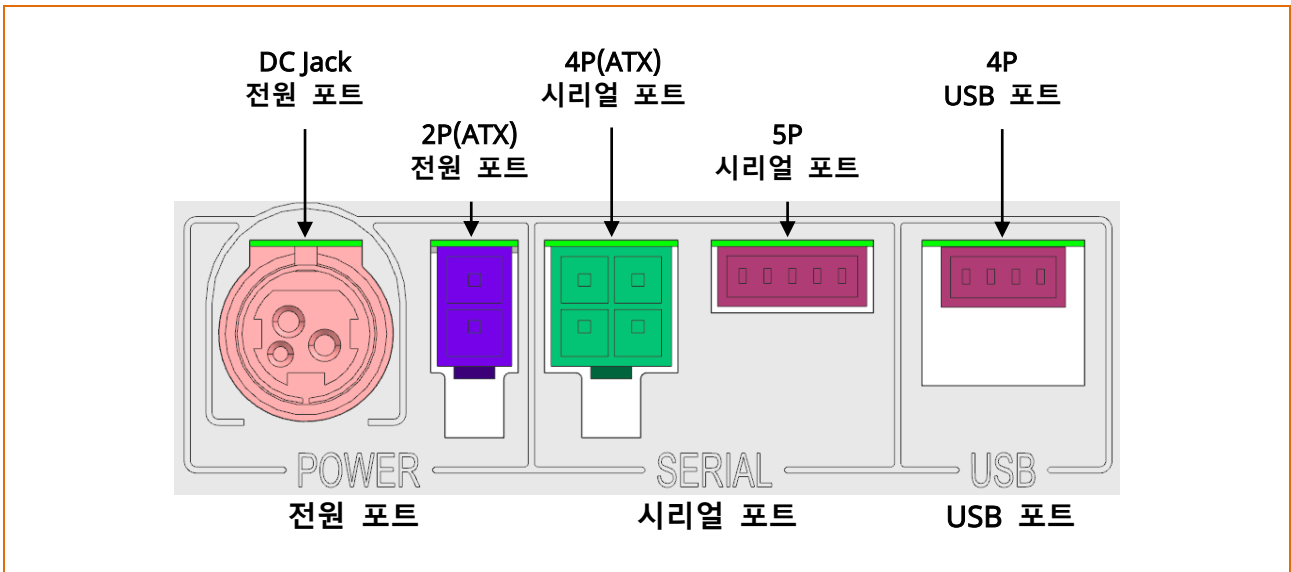 DC Jack
전원 포트
2P(ATX)
전원 포트
4P(ATX)
시리얼 포트
5P
시리얼 포트
4P
USB 포트
POWER
SERIAL
USB
전원 포트
시리얼 포트
USB 포트